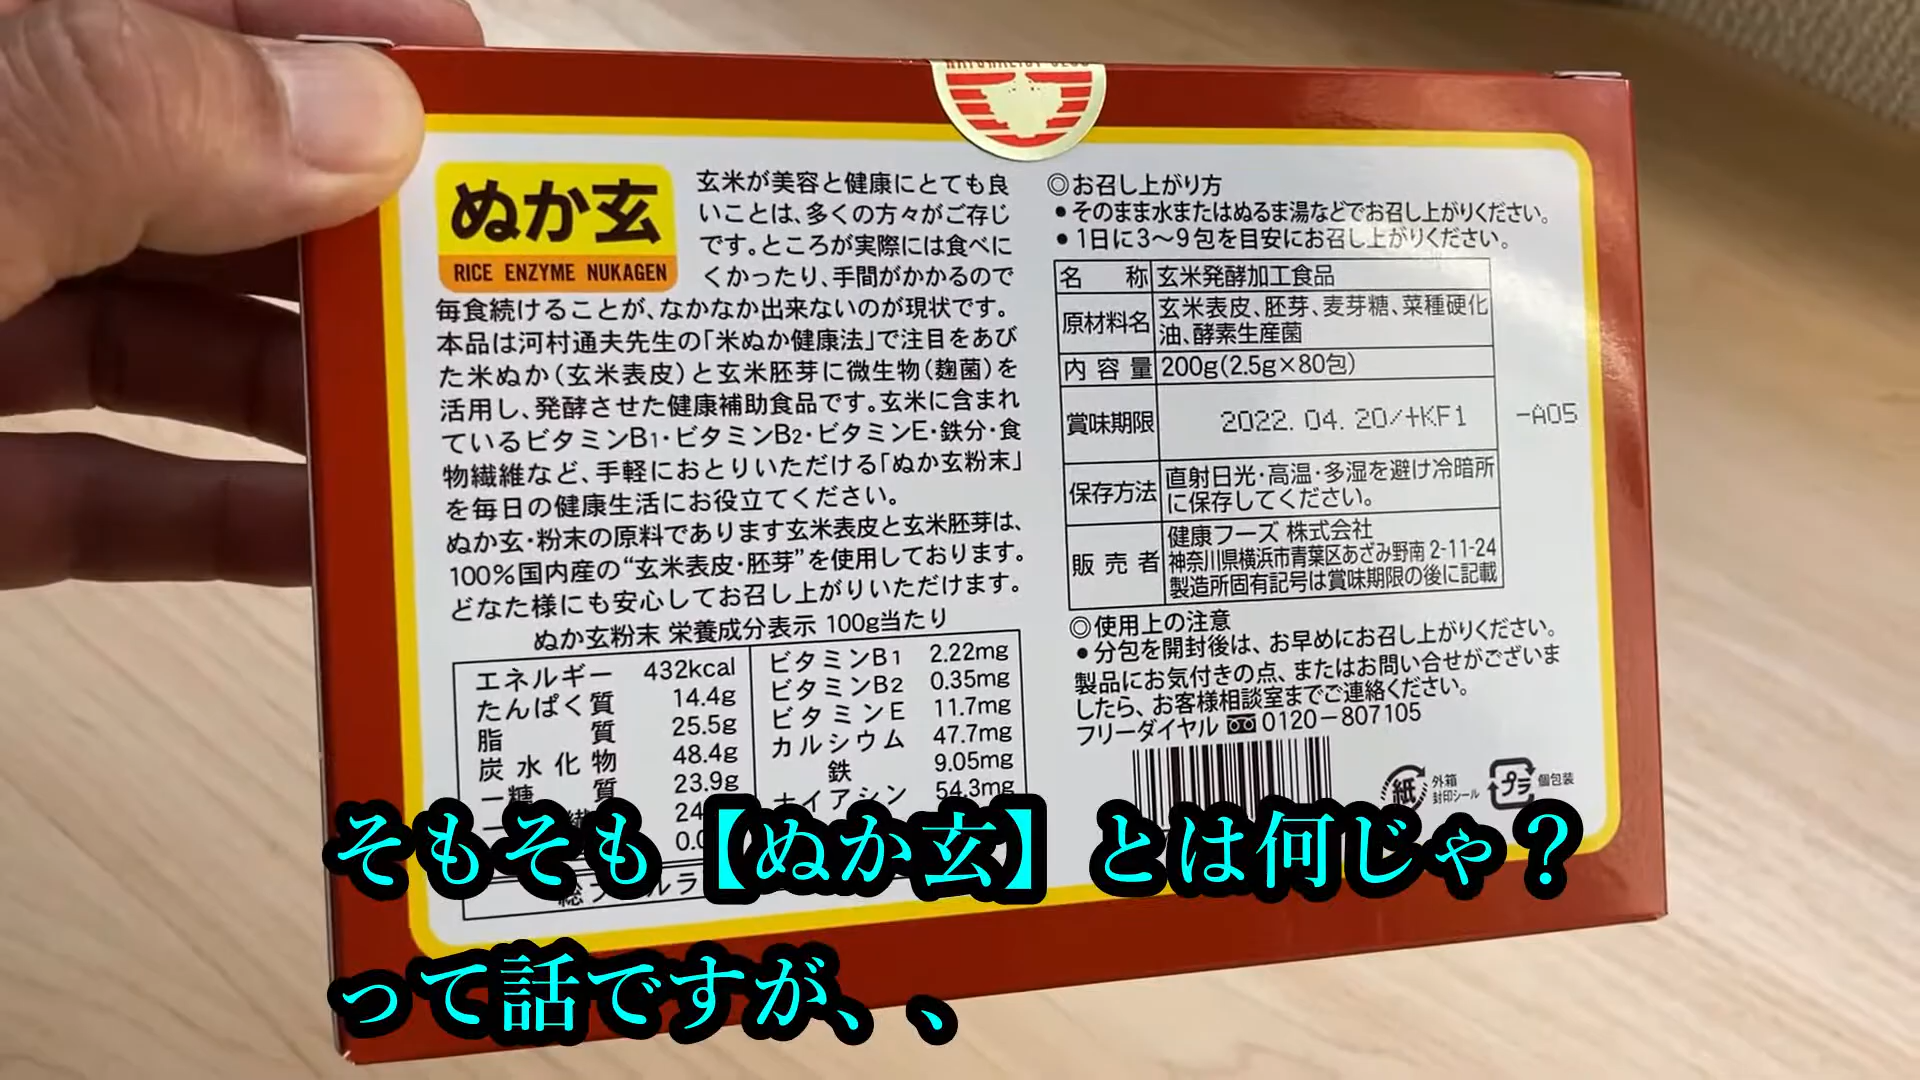 ぬか玄
RICE ENZYME NUKAGEN
玄米が美容と健康にとても良
いことは、多くの方々がご存じ
です。ところが実際には食べに
くかったり、手間がかかるので
毎食続けることが、なかなか出来ないのが現状です。
本品は河村通夫先生の「米ぬか健康法」で注目をあび
た米ぬか(玄米表皮)と玄米胚芽に微生物(麹菌)を
活用し、発酵させた健康補助食品です。玄米に含まれ
ているビタミンB1・ビタミンB2・ビタミンE・鉄分・食
物繊維など、手軽におとりいただける「ぬか玄粉末」
を毎日の健康生活にお役立てください。
ぬか玄・粉末の原料であります玄米表皮と玄米胚芽は、
100%国内産の“玄米表皮・胚芽”を使用しております。
どなた様にも安心してお召し上がりいただけます。
ぬか玄粉末 栄養成分表示 100g当たり
エネルギー 432kcal
たんぱく質 14.4g
脂質 25.5g
炭水化物 48.4g
ー糖質 23.9g
ビタミンB1 2.22mg
ビタミンB2 0.35mg
ビタミンE 11.7mg
カルシウム 47.7mg
鉄 9.05mg
ナイアシン 54.3mg
◎お召し上がり方
●そのまま水またはぬるま湯などでお召し上がりください。
●1日に3〜9包を目安にお召し上がりください。
名称 玄米発酵加工食品
原材料名 玄米表皮、胚芽、麦芽糖、菜種硬化
油、酵素生産菌
内容量 200g(2.5g×80包)
賞味期限 2022. 04. 20/+KF1 -A05
保存方法 直射日光・高温・多湿を避け冷暗所
に保存してください。
販売者 健康フーズ 株式会社
神奈川県横浜市青葉区あざみ野南 2-11-24
製造所固有記号は賞味期限の後に記載
◎使用上の注意
●分包を開封後は、お早めにお召し上がりください。
製品にお気付きの点、またはお問い合せがございま
したら、お客様相談室までご連絡ください。
フリーダイヤル 0120-807105
紙 外箱
封印シール
プラ 個包装
そもそも【ぬか玄】とは何じゃ？
って話ですが、、